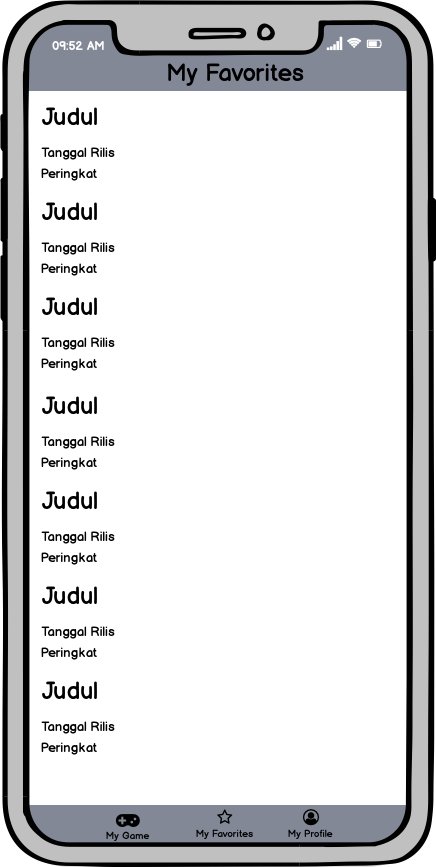 09:52 AM
My Favorites
Judul
Tanggal Rilis
Peringkat
Judul
Tanggal Rilis
Peringkat
Judul
Tanggal Rilis
Peringkat
Judul
Tanggal Rilis
Peringkat
Judul
Tanggal Rilis
Peringkat
Judul
Tanggal Rilis
Peringkat
Judul
Tanggal Rilis
Peringkat
My Game My Favorites My Profile